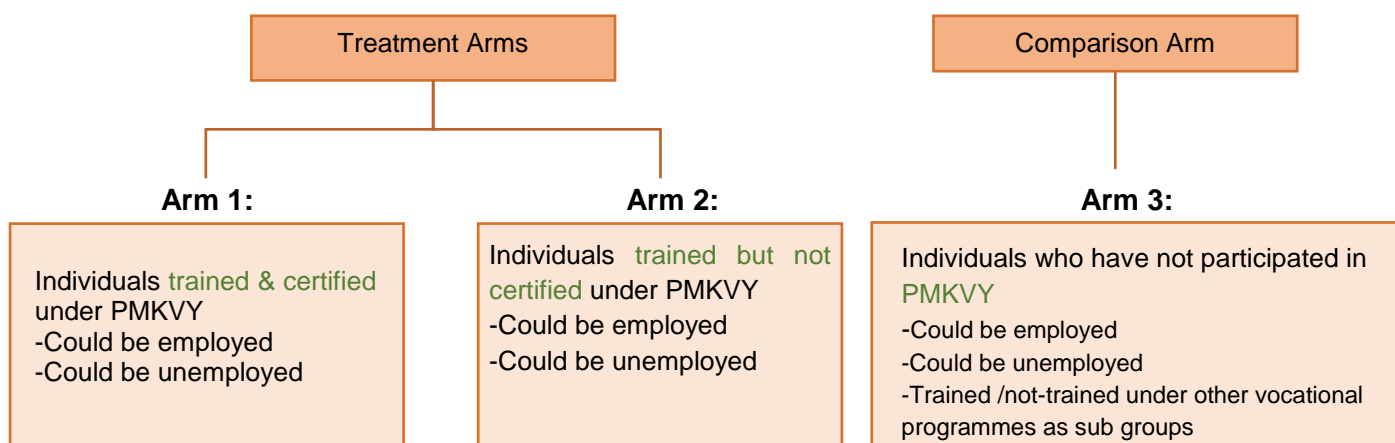 Treatment Arms
Comparison Arm
Arm 1:
Individuals trained & certified
under PMKVY
-Could be employed
-Could be unemployed
Arm 2:
Individuals trained but not
certified under PMKVY
-Could be employed
-Could be unemployed
Arm 3:
Individuals who have not participated in
PMKVY
-Could be employed
-Could be unemployed
-Trained /not-trained under other vocational
programmes as sub groups